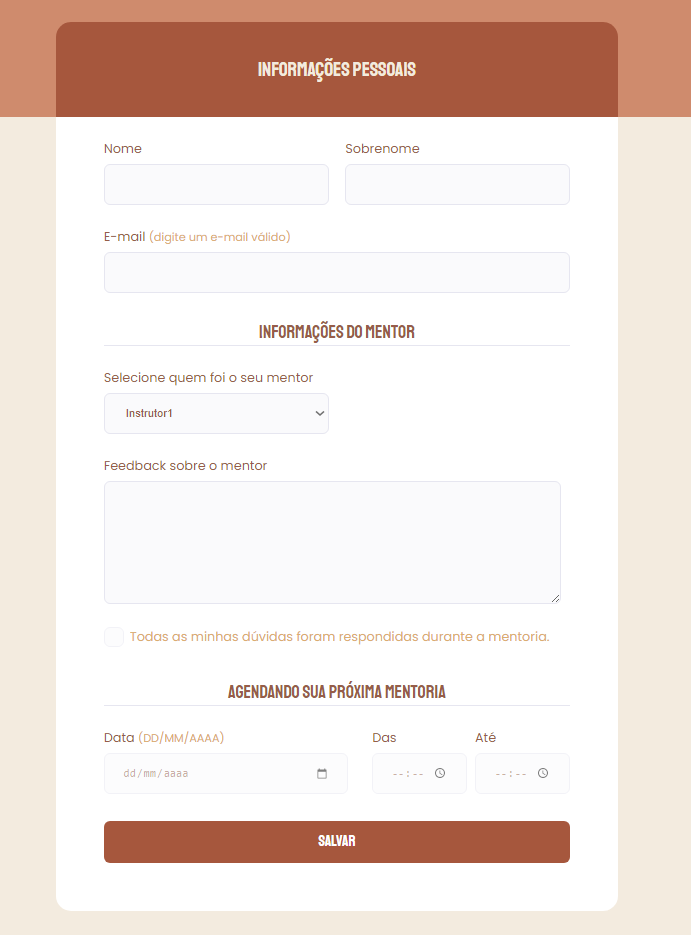 INFORMAÇÕES PESSOAIS
Nome Sobrenome
E-mail (digite um e-mail válido)
INFORMAÇÕES DO MENTOR
Selecione quem foi o seu mentor
Instrutor1
Feedback sobre o mentor
Todas as minhas dúvidas foram respondidas durante a mentoria.
AGENDANDO SUA PRÓXIMA MENTORIA
Data (DD/MM/AAAA) Das Até
dd/mm/aaaa --:-- --:--
SALVAR